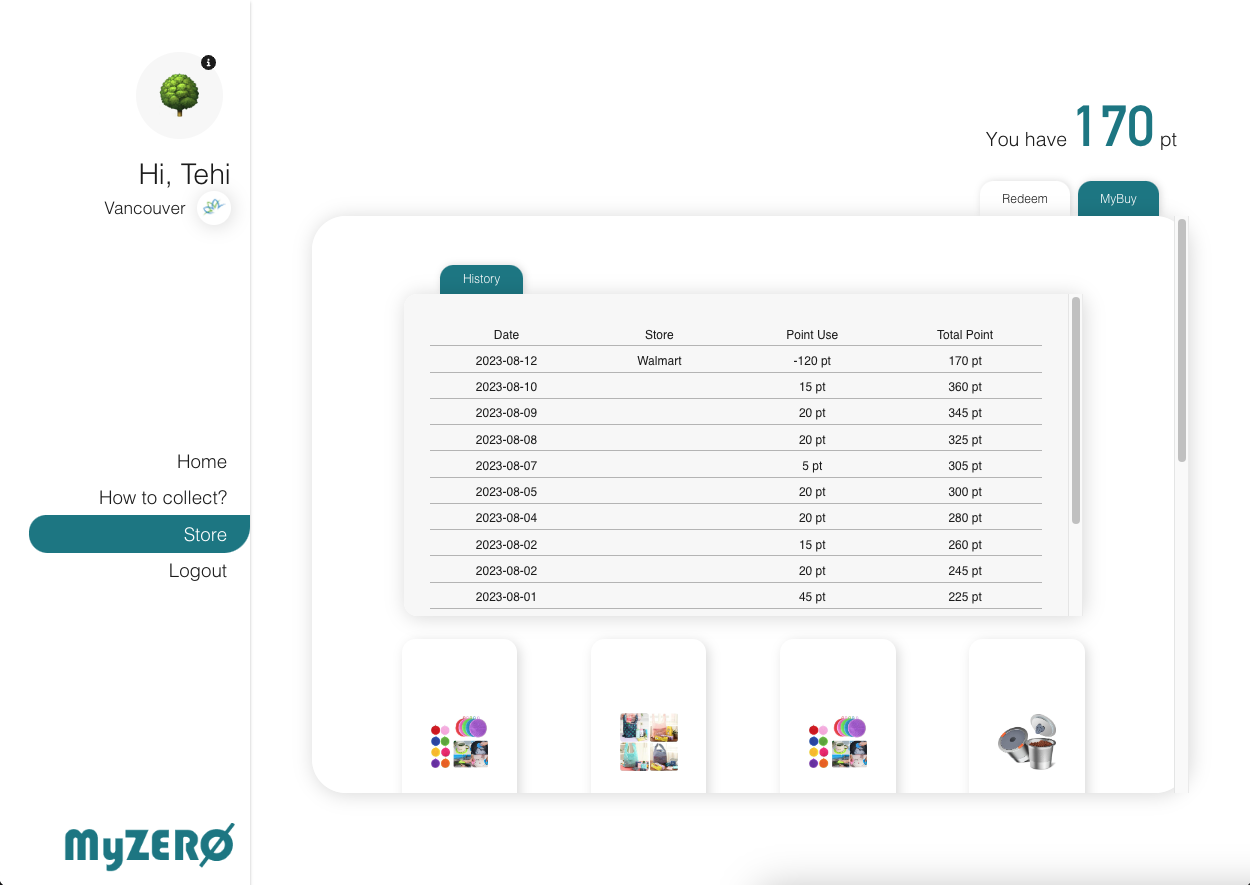 Hi, Tehi
Vancouver
Home
How to collect?
Store
Logout
MyZERO
You have 170 pt
Redeem MyBuy
History
Date Store Point Use Total Point
2023-08-12 Walmart -120 pt 170 pt
2023-08-10 15 pt 360 pt
2023-08-09 20 pt 345 pt
2023-08-08 20 pt 325 pt
2023-08-07 5 pt 305 pt
2023-08-05 20 pt 300 pt
2023-08-04 20 pt 280 pt
2023-08-02 15 pt 260 pt
2023-08-02 20 pt 245 pt
2023-08-01 45 pt 225 pt